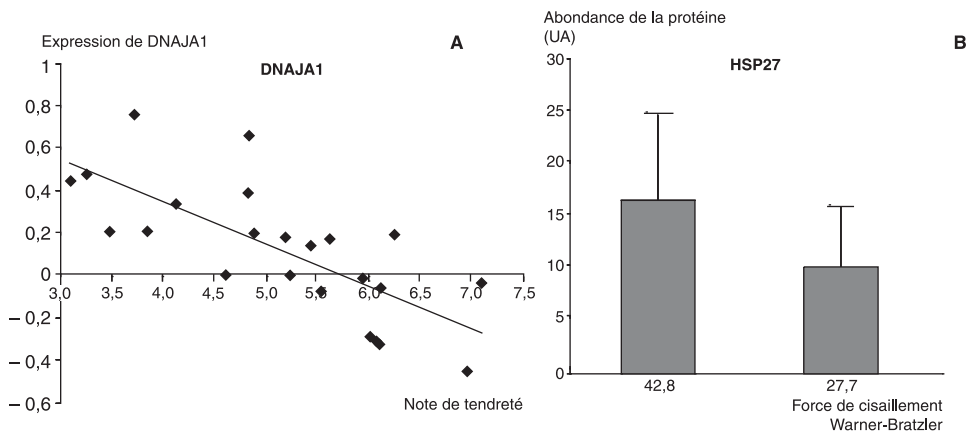 Expression de DNAJA1
A
DNAJA1
1
0,8
0,6
0,4
0,2
0
– 0,2
– 0,4
– 0,6
3,0 3,5 4,0 4,5 5,0 5,5 6,0 6,5 7,0 7,5
Note de tendreté
Abondance de la protéine
(UA)
B
HSP27
30
25
20
15
10
5
0
42,8 27,7
Force de cisaillement
Warner-Bratzler